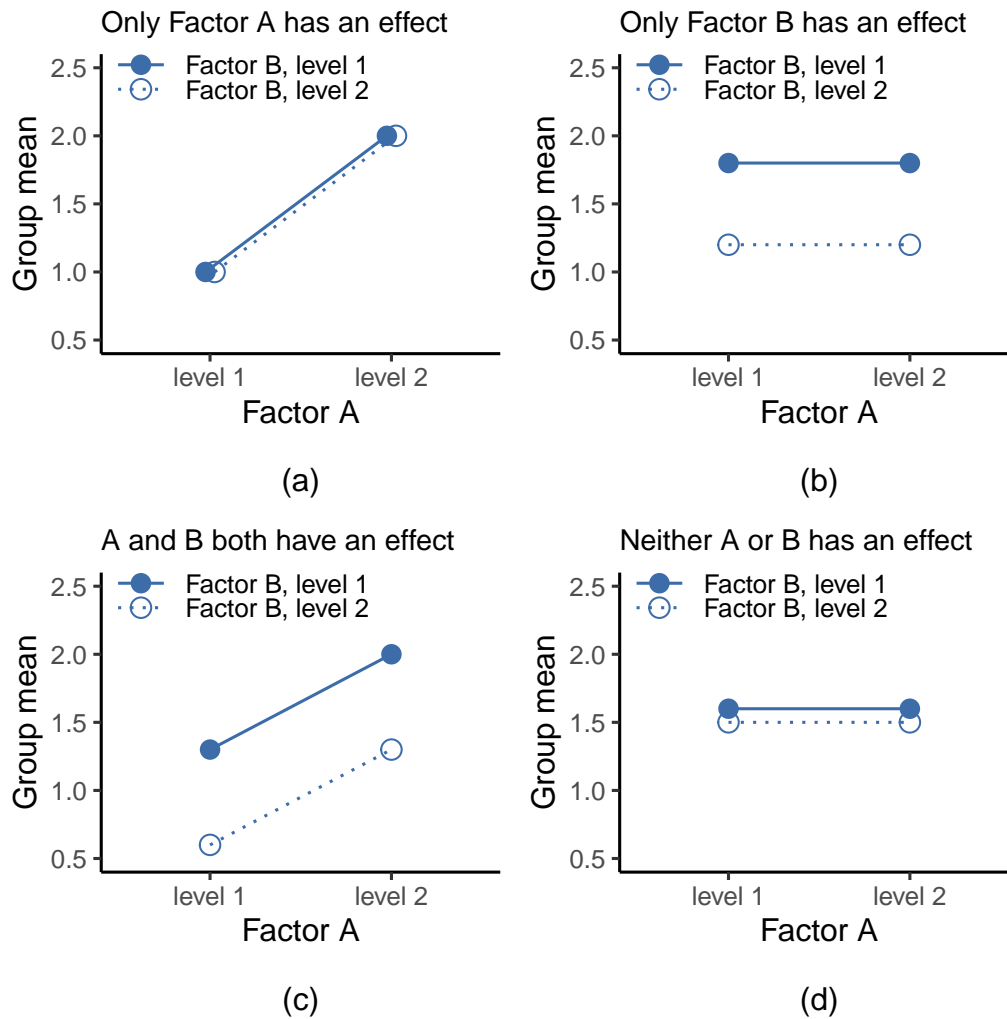 Only Factor A has an effect
Factor B, level 1
Factor B, level 2
Group mean
2.5
2.0
1.5
1.0
0.5
level 1 level 2
Factor A
(a)
Only Factor B has an effect
Factor B, level 1
Factor B, level 2
Group mean
2.5
2.0
1.5
1.0
0.5
level 1 level 2
Factor A
(b)
A and B both have an effect
Factor B, level 1
Factor B, level 2
Group mean
2.5
2.0
1.5
1.0
0.5
level 1 level 2
Factor A
(c)
Neither A or B has an effect
Factor B, level 1
Factor B, level 2
Group mean
2.5
2.0
1.5
1.0
0.5
level 1 level 2
Factor A
(d)